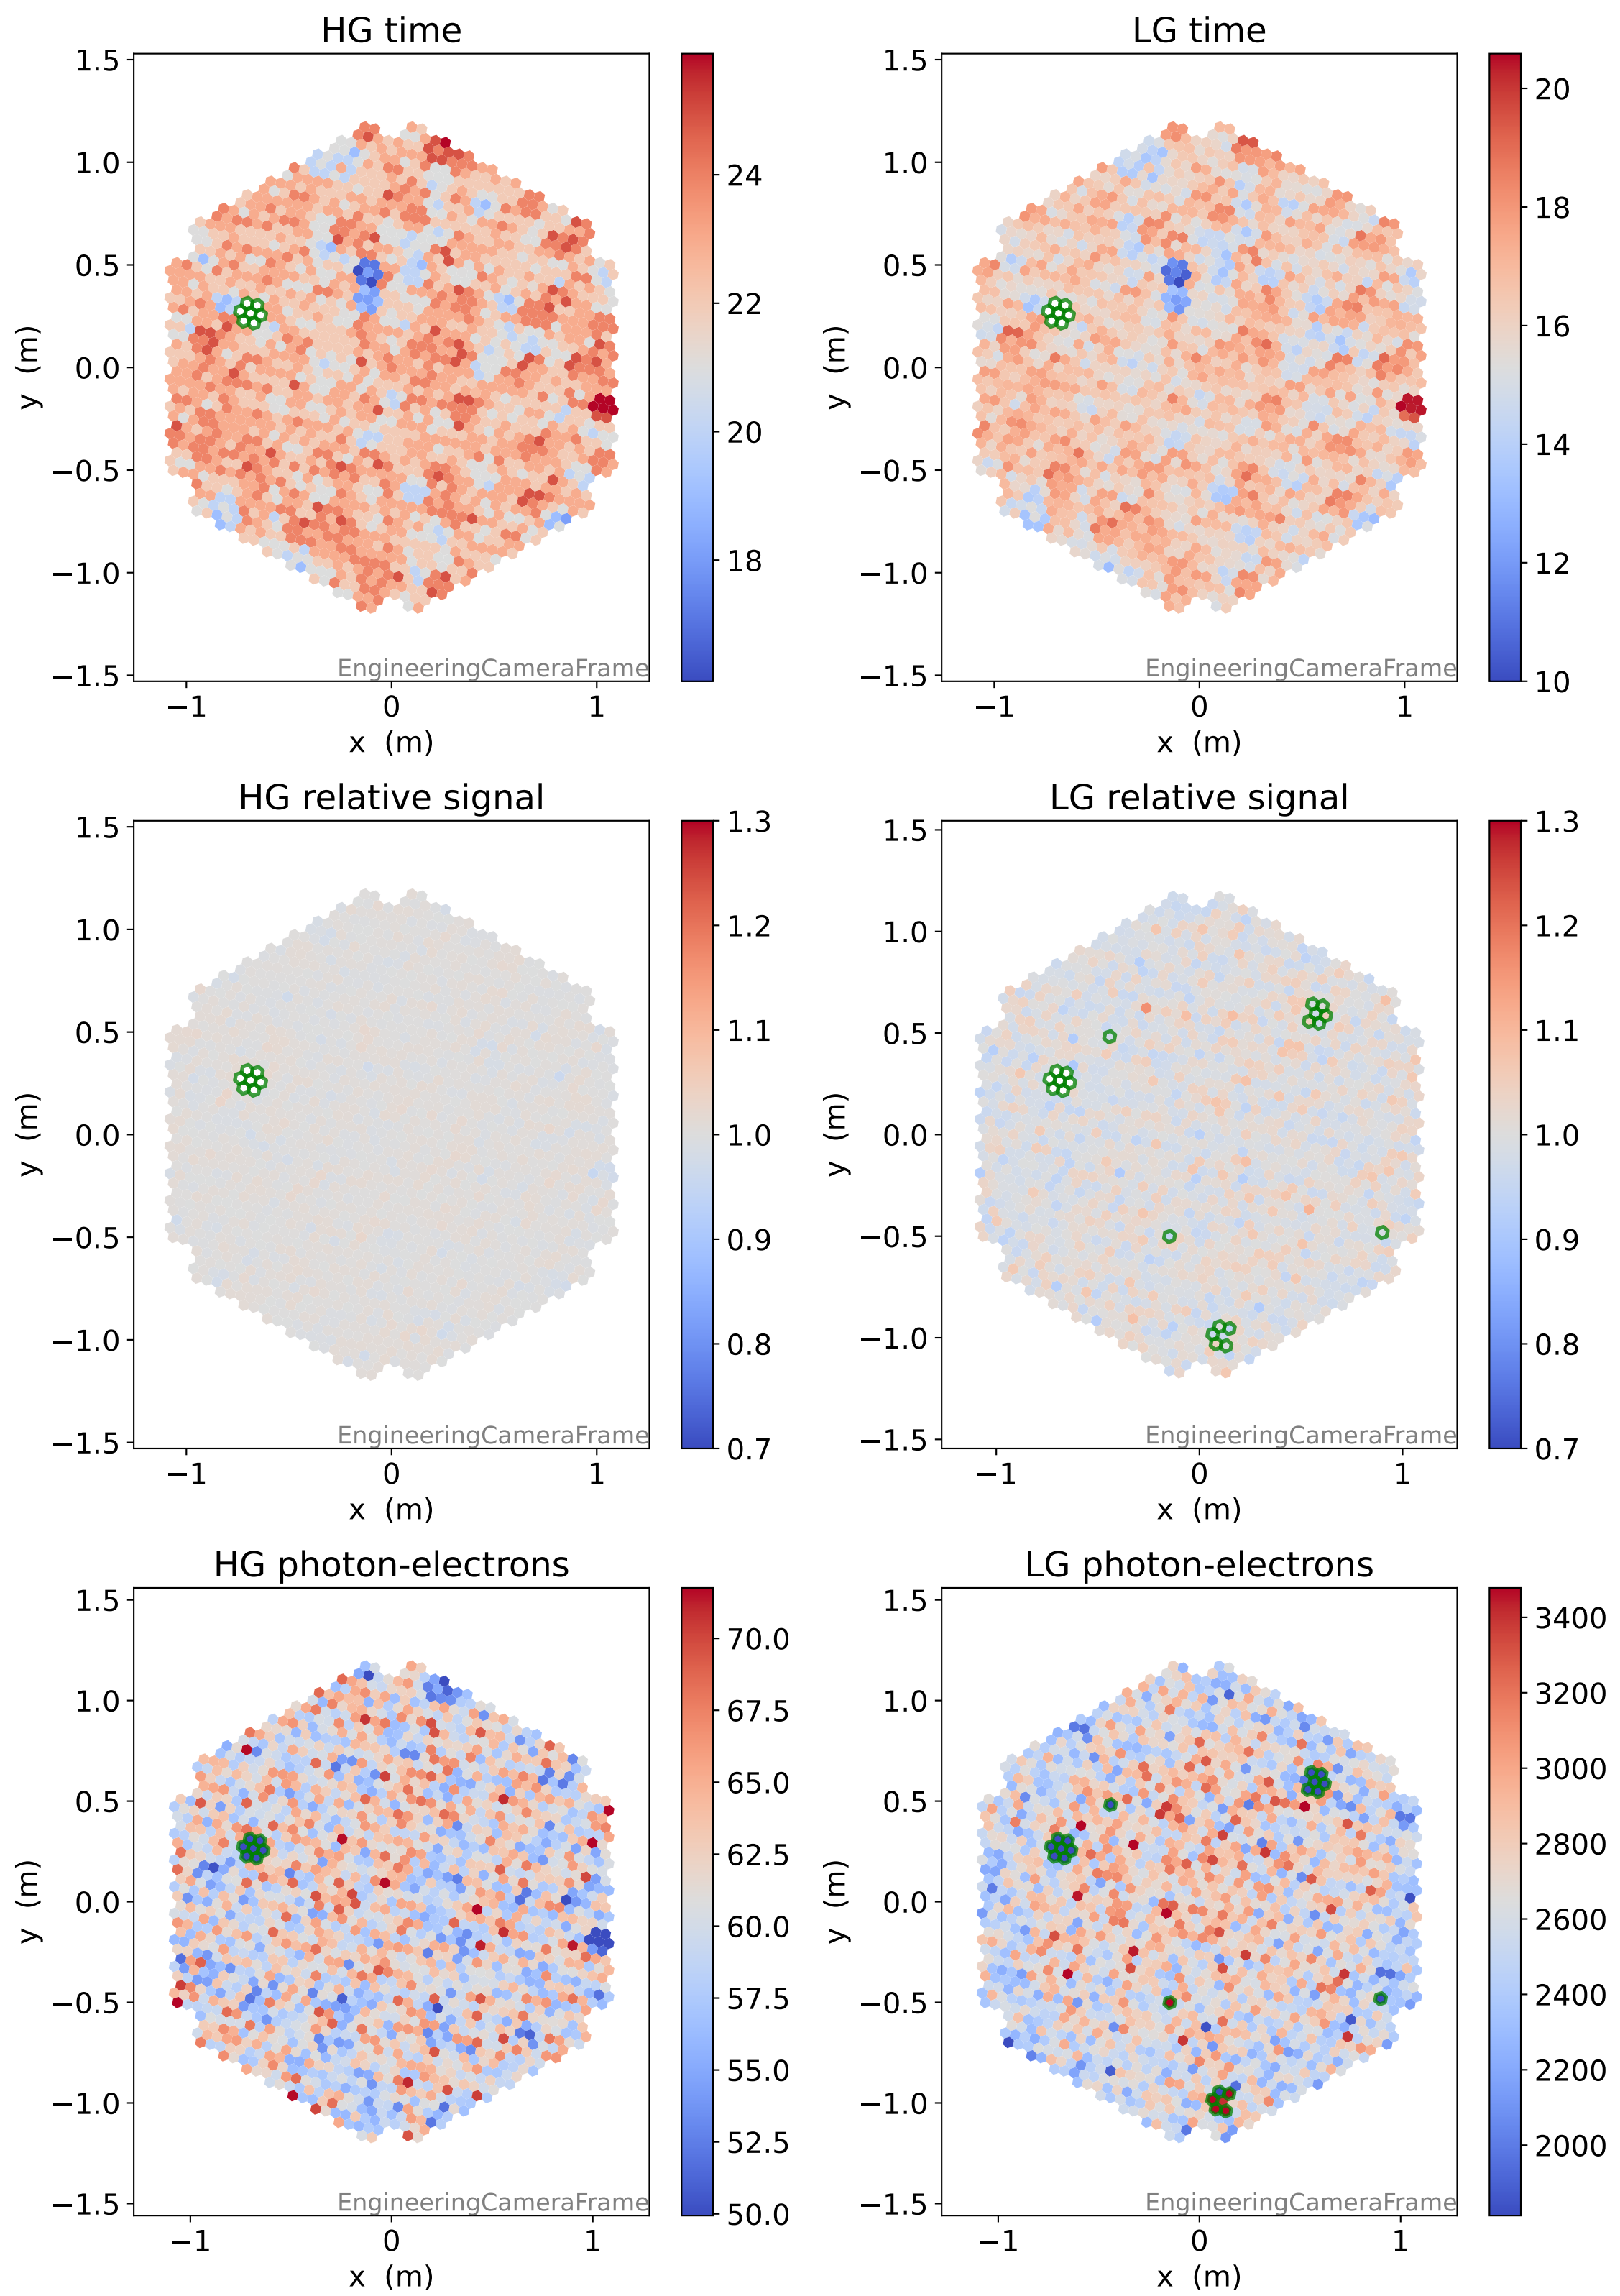 HG time
1.5
1.0
0.5
0.0
−0.5
−1.0
−1.5
y (m)
EngineeringCameraFrame
−1 0 1
x (m)
24
22
20
18
LG time
1.5
1.0
0.5
0.0
−0.5
−1.0
−1.5
y (m)
EngineeringCameraFrame
−1 0 1
x (m)
20
18
16
14
12
10
HG relative signal
1.5
1.0
0.5
0.0
−0.5
−1.0
−1.5
y (m)
EngineeringCameraFrame
−1 0 1
x (m)
1.3
1.2
1.1
1.0
0.9
0.8
0.7
LG relative signal
1.5
1.0
0.5
0.0
−0.5
−1.0
−1.5
y (m)
EngineeringCameraFrame
−1 0 1
x (m)
1.3
1.2
1.1
1.0
0.9
0.8
0.7
HG photon-electrons
1.5
1.0
0.5
0.0
−0.5
−1.0
−1.5
y (m)
EngineeringCameraFrame
−1 0 1
x (m)
70.0
67.5
65.0
62.5
60.0
57.5
55.0
52.5
50.0
LG photon-electrons
1.5
1.0
0.5
0.0
−0.5
−1.0
−1.5
y (m)
EngineeringCameraFrame
−1 0 1
x (m)
3400
3200
3000
2800
2600
2400
2200
2000